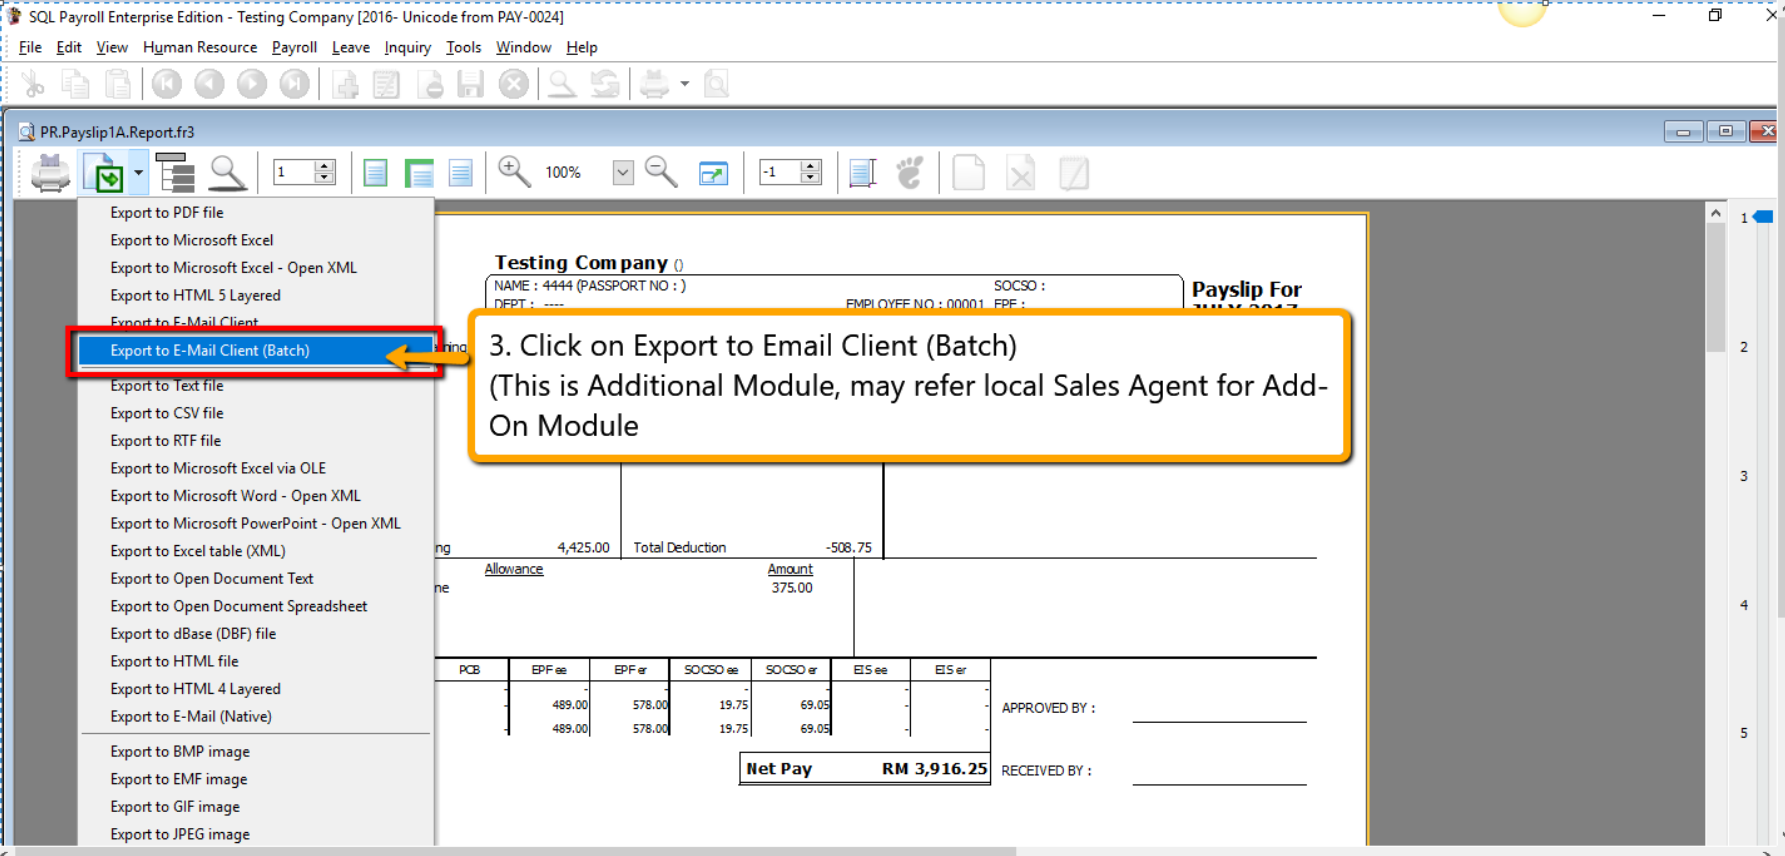 SQL Payroll Enterprise Edition - Testing Company [2016- Unicode from PAY-0024]
File Edit View Human Resource Payroll Leave Inquiry Tools Window Help
PR.Payslip1A.Report.fr3
1 100% -1
Export to PDF file
Export to Microsoft Excel
Export to Microsoft Excel - Open XML
Export to HTML 5 Layered
Export to E-Mail Client
Export to E-Mail Client (Batch)
Export to Text file
Export to CSV file
Export to RTF file
Export to Microsoft Excel via OLE
Export to Microsoft Word - Open XML
Export to Microsoft PowerPoint - Open XML
Export to Excel table (XML)
Export to Open Document Text
Export to Open Document Spreadsheet
Export to dBase (DBF) file
Export to HTML file
Export to HTML 4 Layered
Export to E-Mail (Native)
Export to BMP image
Export to EMF image
Export to GIF image
Export to JPEG image
Testing Company ()
NAME : 4444 (PASSPORT NO : ) SOCSO :
DEPT : ---- EMPLOYEE NO : 00001 EPF :
Payslip For
JULY 2017
3. Click on Export to Email Client (Batch)
(This is Additional Module, may refer local Sales Agent for Add-
On Module
ng 4,425.00 Total Deduction -508.75
Allowance Amount
ne 375.00
PCB EPF ee EPF er SOCSO ee SOCSO er EIS ee EIS er
- - - - - - -
- 489.00 578.00 19.75 69.05 - -
- 489.00 578.00 19.75 69.05 - -
Net Pay RM 3,916.25
APPROVED BY :
RECEIVED BY :
1
2
3
4
5